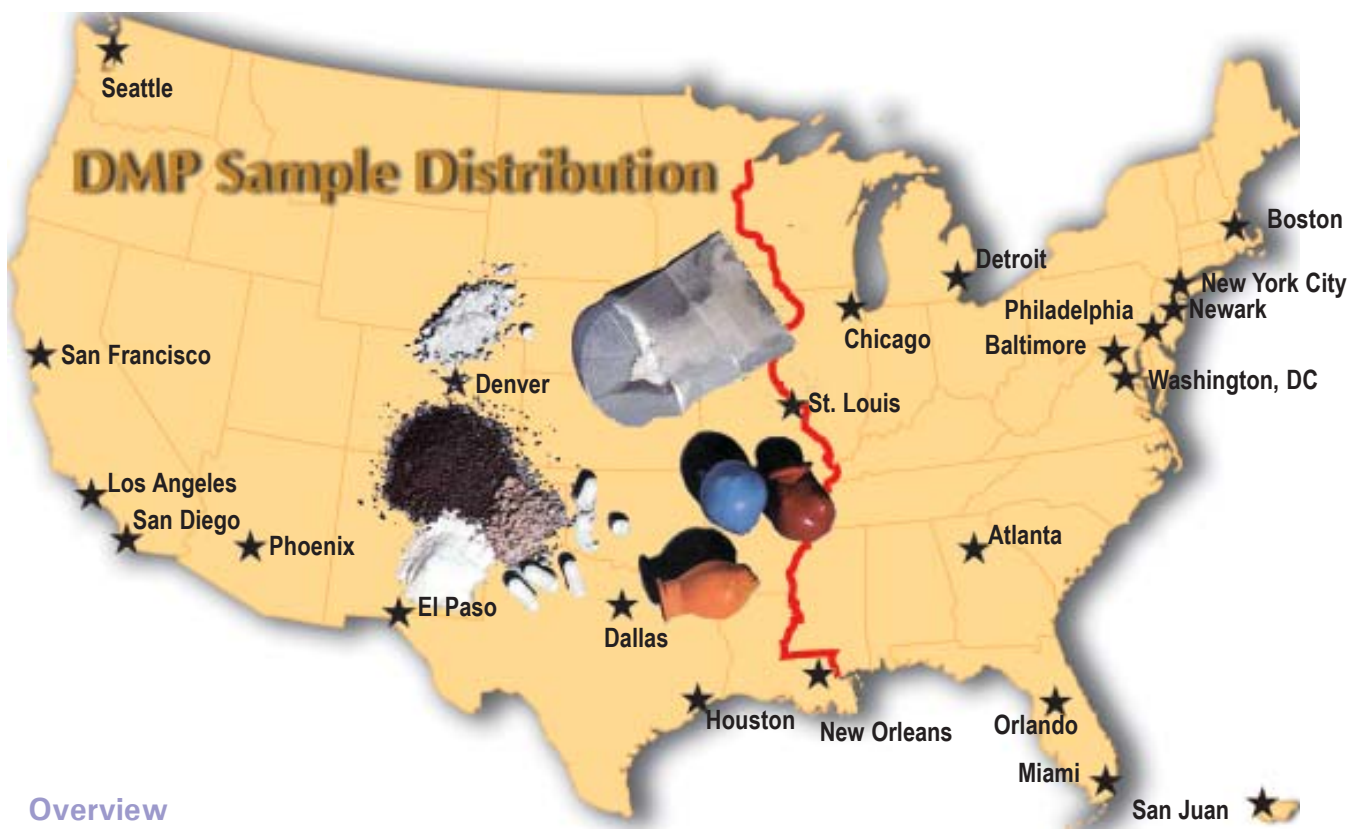 Seattle
DMP Sample Distribution
Boston
Detroit
New York City
Philadelphia
Newark
Chicago
Baltimore
San Francisco
Denver
Washington, DC
St. Louis
Los Angeles
San Diego
Phoenix
Atlanta
El Paso
Dallas
Houston
New Orleans
Orlando
Miami
Overview
San Juan